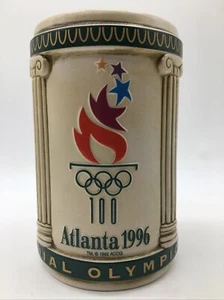 100
Atlanta 1996
TM, © 1992 ACOG
IAL OLYMPI